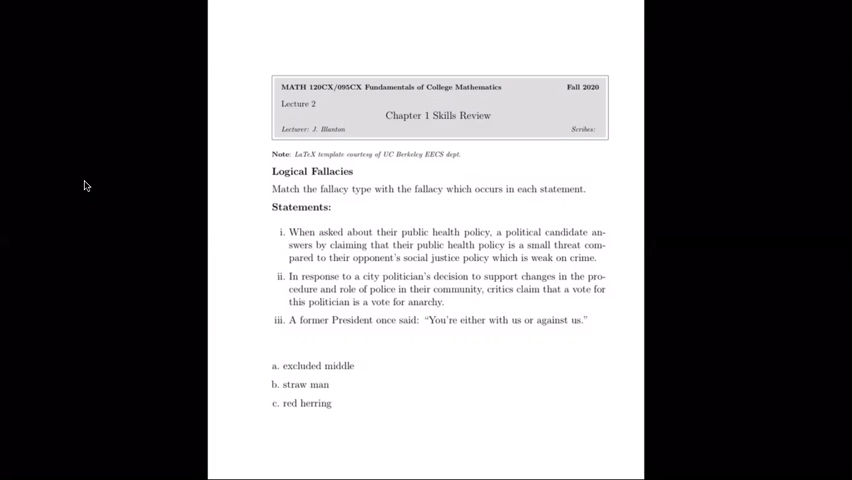 MATH 120CX/095CX Fundamentals of College Mathematics Fall 2020
Lecture 2
Chapter 1 Skills Review
Lecturer: J. Blanton Scribes:
Note: LaTeX template courtesy of UC Berkeley EECS dept.
Logical Fallacies
Match the fallacy type with the fallacy which occurs in each statement.
Statements:
i. When asked about their public health policy, a political candidate an-
swers by claiming that their public health policy is a small threat com-
pared to their opponent's social justice policy which is weak on crime.
ii. In response to a city politician's decision to support changes in the pro-
cedure and role of police in their community, critics claim that a vote for
this politician is a vote for anarchy.
iii. A former President once said: “You're either with us or against us.”
a. excluded middle
b. straw man
c. red herring